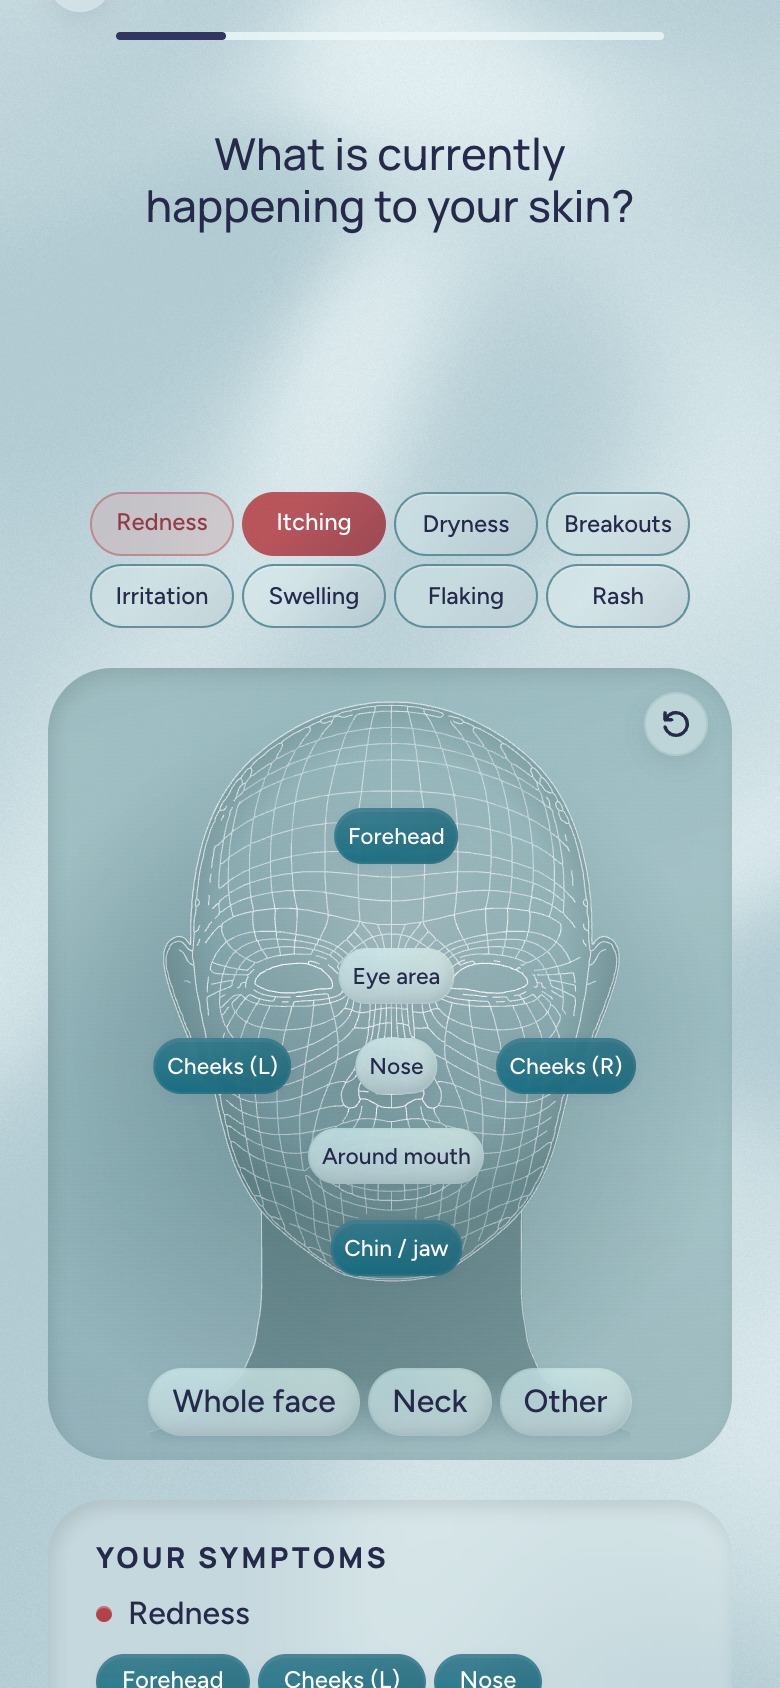 What is currently
happening to your skin?
Redness Itching Dryness Breakouts
Irritation Swelling Flaking Rash
Forehead
Eye area
Cheeks (L) Nose Cheeks (R)
Around mouth
Chin / jaw
Whole face Neck Other
YOUR SYMPTOMS
Redness
Forehead Cheeks (L) Nose